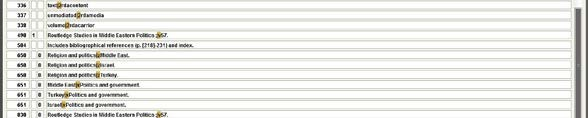 336 text‡2rdacontent
337 unmediated‡2rdamedia
338 volume‡2rdacarrier
490 1 Routledge Studies in Middle Eastern Politics ;‡v57.
504 Includes bibliographical references (p. [218]-231) and index.
650 0 Religion and politics‡zMiddle East.
650 0 Religion and politics‡zIsrael.
650 0 Religion and politics‡zTurkey.
651 0 Middle East‡xPolitics and government.
651 0 Turkey‡xPolitics and government.
651 0 Israel‡xPolitics and government.
830 0 Routledge Studies in Middle Eastern Politics ;‡v57.